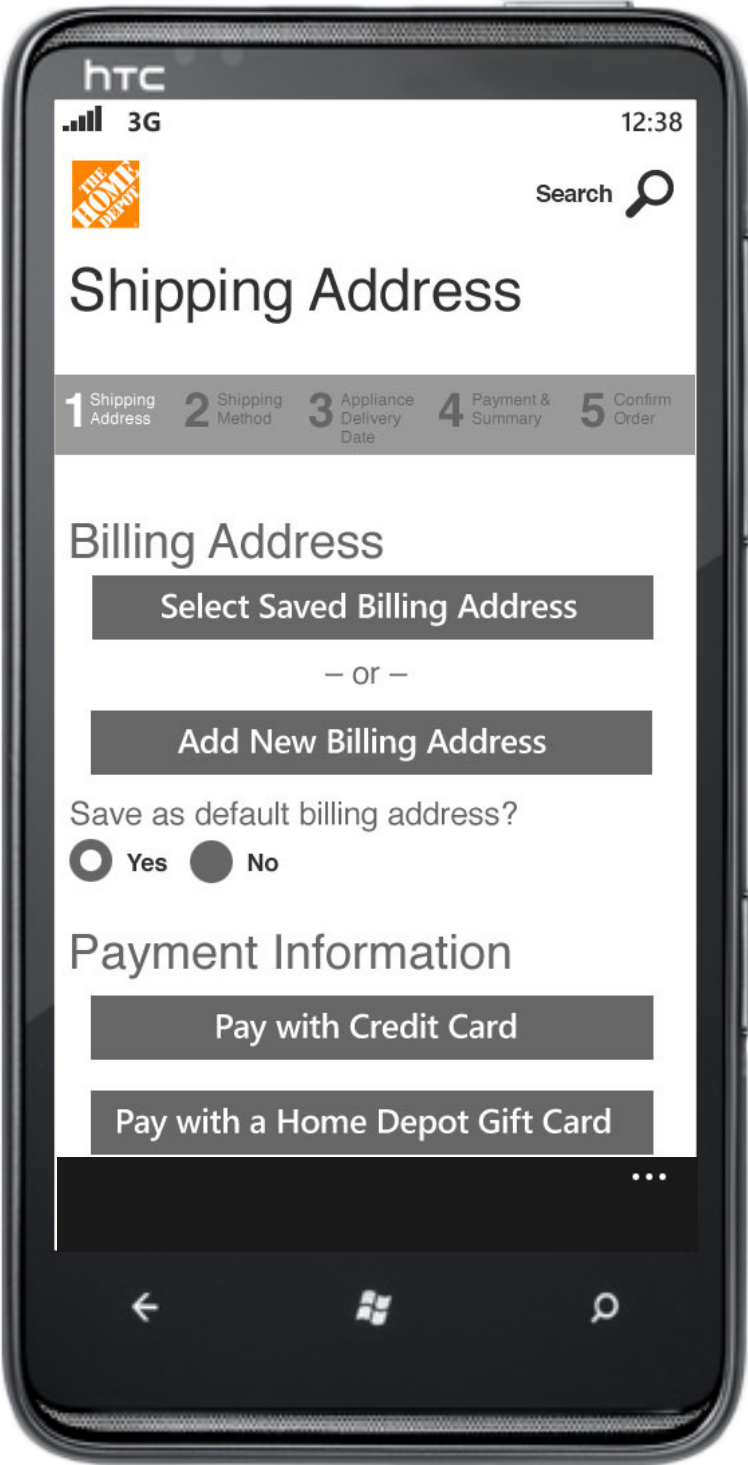 hTC
3G 12:38
THE
HOME
DEPOT
Search
Shipping Address
1 Shipping Address 2 Shipping Method 3 Appliance Delivery Date 4 Payment & Summary 5 Confirm Order
Billing Address
Select Saved Billing Address
– or –
Add New Billing Address
Save as default billing address?
Yes No
Payment Information
Pay with Credit Card
Pay with a Home Depot Gift Card
...